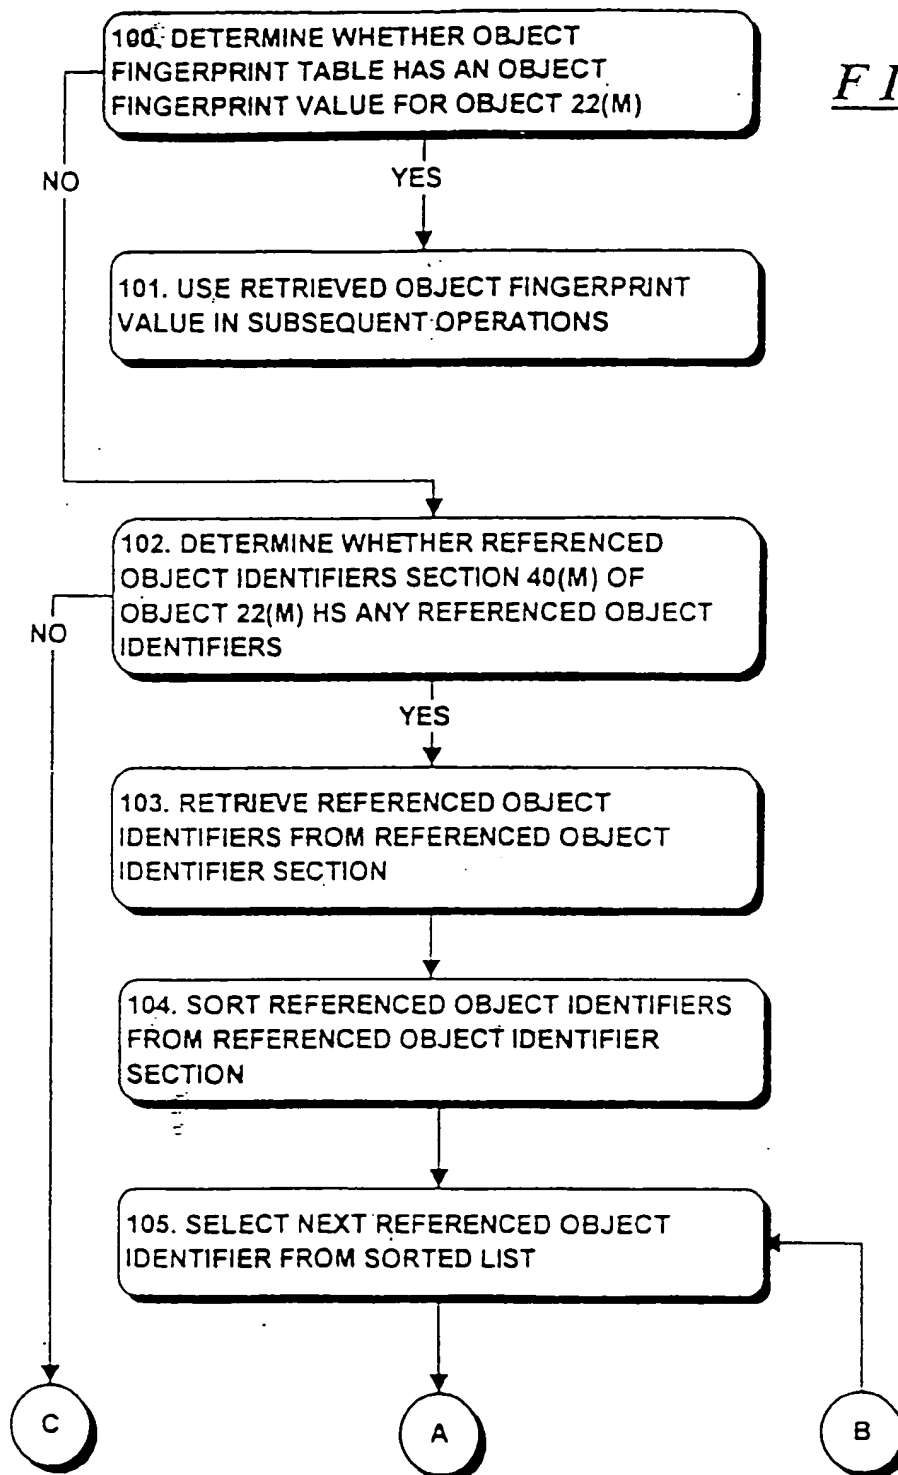 100. DETERMINE WHETHER OBJECT
FINGERPRINT TABLE HAS AN OBJECT
FINGERPRINT VALUE FOR OBJECT 22(M)
F I
NO
YES
101. USE RETRIEVED OBJECT FINGERPRINT
VALUE IN SUBSEQUENT OPERATIONS
102. DETERMINE WHETHER REFERENCED
OBJECT IDENTIFIERS SECTION 40(M) OF
OBJECT 22(M) HS ANY REFERENCED OBJECT
IDENTIFIERS
NO
YES
103. RETRIEVE REFERENCED OBJECT
IDENTIFIERS FROM REFERENCED OBJECT
IDENTIFIER SECTION
104. SORT REFERENCED OBJECT IDENTIFIERS
FROM REFERENCED OBJECT IDENTIFIER
SECTION
105. SELECT NEXT REFERENCED OBJECT
IDENTIFIER FROM SORTED LIST
C
A
B